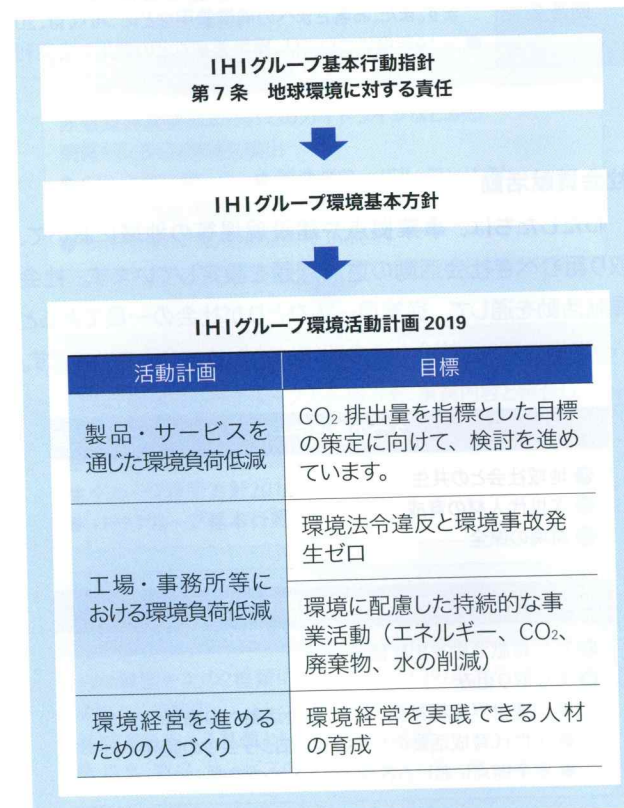 IHIグループ基本行動指針
第7条 地球環境に対する責任
IHIグループ環境基本方針
IHIグループ環境活動計画 2019
活動計画
目標
製品・サービスを
通じた環境負荷低減
CO₂ 排出量を指標とした目標
の策定に向けて、検討を進め
ています。
工場・事務所等に
おける環境負荷低減
環境法令違反と環境事故発
生ゼロ
環境に配慮した持続的な事
業活動（エネルギー、CO₂、
廃棄物、水の削減）
環境経営を進める
ための人づくり
環境経営を実践できる人材
の育成